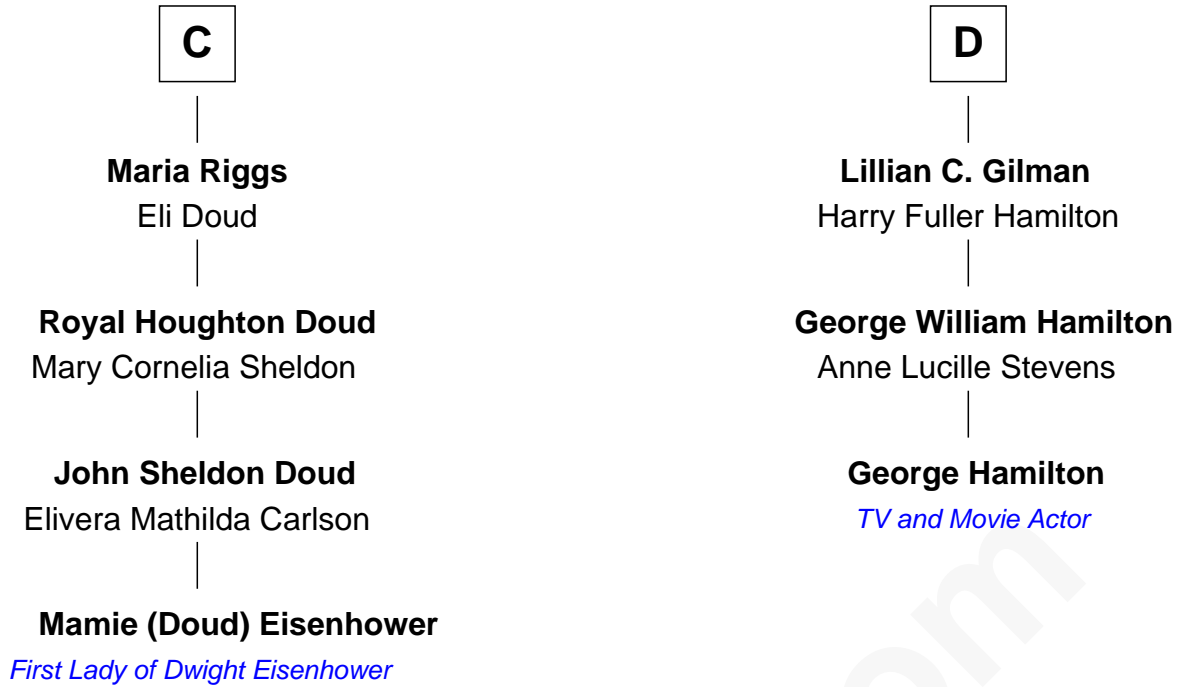 C
Maria Riggs
Eli Doud
Royal Houghton Doud
Mary Cornelia Sheldon
John Sheldon Doud
Elivera Mathilda Carlson
Mamie (Doud) Eisenhower
First Lady of Dwight Eisenhower
D
Lillian C. Gilman
Harry Fuller Hamilton
George William Hamilton
Anne Lucille Stevens
George Hamilton
TV and Movie Actor
om